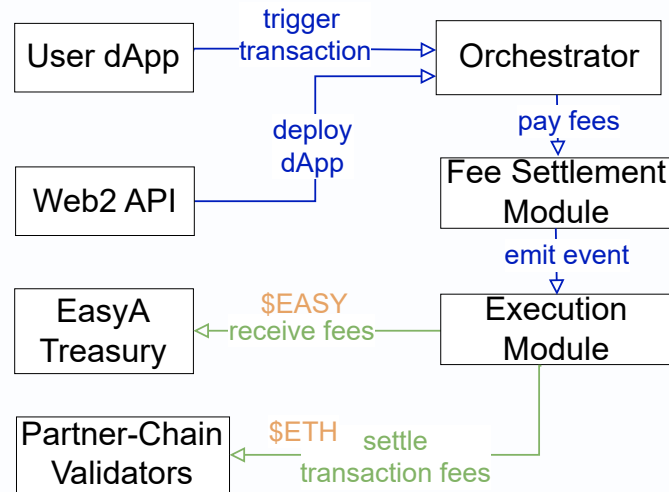 trigger
transaction
User dApp
Orchestrator
deploy
dApp
pay fees
Web2 API
Fee Settlement
Module
emit event
EasyA
Treasury
$EASY
receive fees
Execution
Module
Partner-Chain
Validators
$ETH
settle
transaction fees